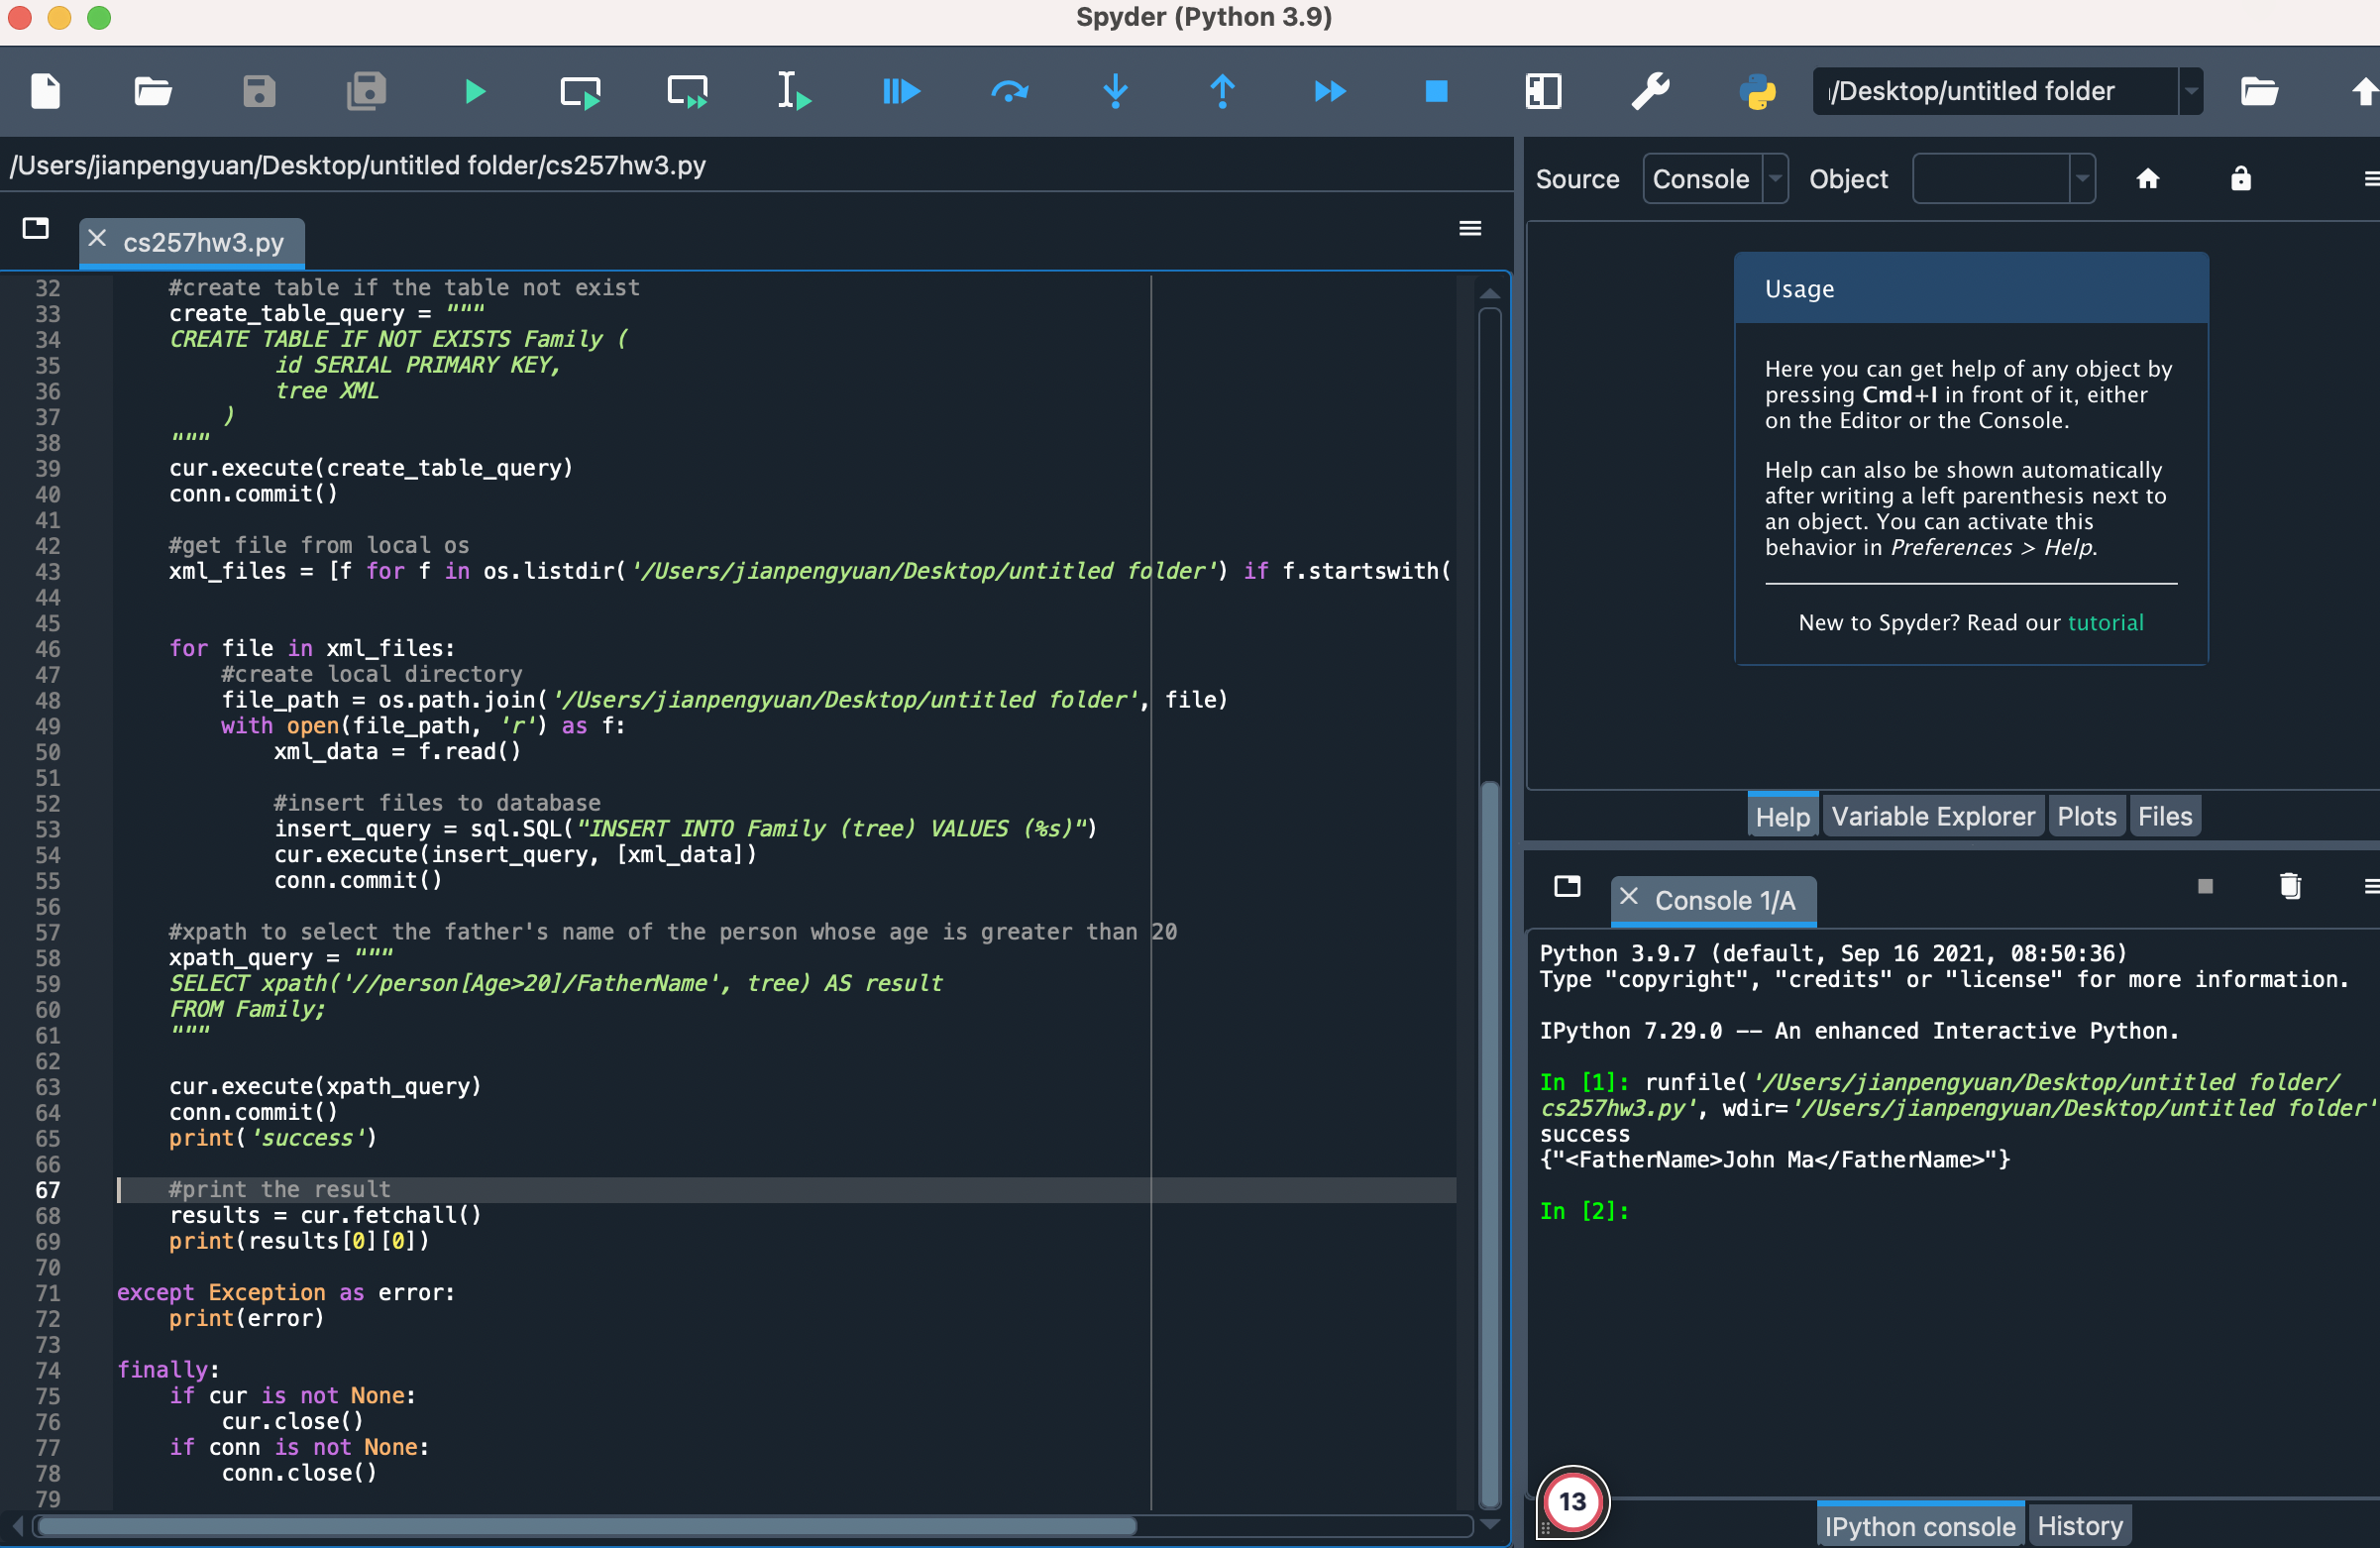 Spyder (Python 3.9)
/Desktop/untitled folder
/Users/jianpengyuan/Desktop/untitled folder/cs257hw3.py
cs257hw3.py
32 #create table if the table not exist
33 create_table_query = """
34 CREATE TABLE IF NOT EXISTS Family (
35 id SERIAL PRIMARY KEY,
36 tree XML
37 )
38 """
39 cur.execute(create_table_query)
40 conn.commit()
41
42 #get file from local os
43 xml_files = [f for f in os.listdir('/Users/jianpengyuan/Desktop/untitled folder') if f.startswith(
44
45
46 for file in xml_files:
47 #create local directory
48 file_path = os.path.join('/Users/jianpengyuan/Desktop/untitled folder', file)
49 with open(file_path, 'r') as f:
50 xml_data = f.read()
51
52 #insert files to database
53 insert_query = sql.SQL("INSERT INTO Family (tree) VALUES (%s)")
54 cur.execute(insert_query, [xml_data])
55 conn.commit()
56
57 #xpath to select the father's name of the person whose age is greater than 20
58 xpath_query = """
59 SELECT xpath('//person[Age>20]/FatherName', tree) AS result
60 FROM Family;
61 """
62
63 cur.execute(xpath_query)
64 conn.commit()
65 print('success')
66
67 #print the result
68 results = cur.fetchall()
69 print(results[0][0])
70
71 except Exception as error:
72 print(error)
73
74 finally:
75 if cur is not None:
76 cur.close()
77 if conn is not None:
78 conn.close()
79
Source Console Object
Usage
Here you can get help of any object by
pressing Cmd+I in front of it, either
on the Editor or the Console.
Help can also be shown automatically
after writing a left parenthesis next to
an object. You can activate this
behavior in Preferences > Help.
New to Spyder? Read our tutorial
Help Variable Explorer Plots Files
Console 1/A
Python 3.9.7 (default, Sep 16 2021, 08:50:36)
Type "copyright", "credits" or "license" for more information.
IPython 7.29.0 -- An enhanced Interactive Python.
In [1]: runfile('/Users/jianpengyuan/Desktop/untitled folder/
cs257hw3.py', wdir='/Users/jianpengyuan/Desktop/untitled folder'
success
{"<FatherName>John Ma</FatherName>"}
In [2]:
13
IPython console History